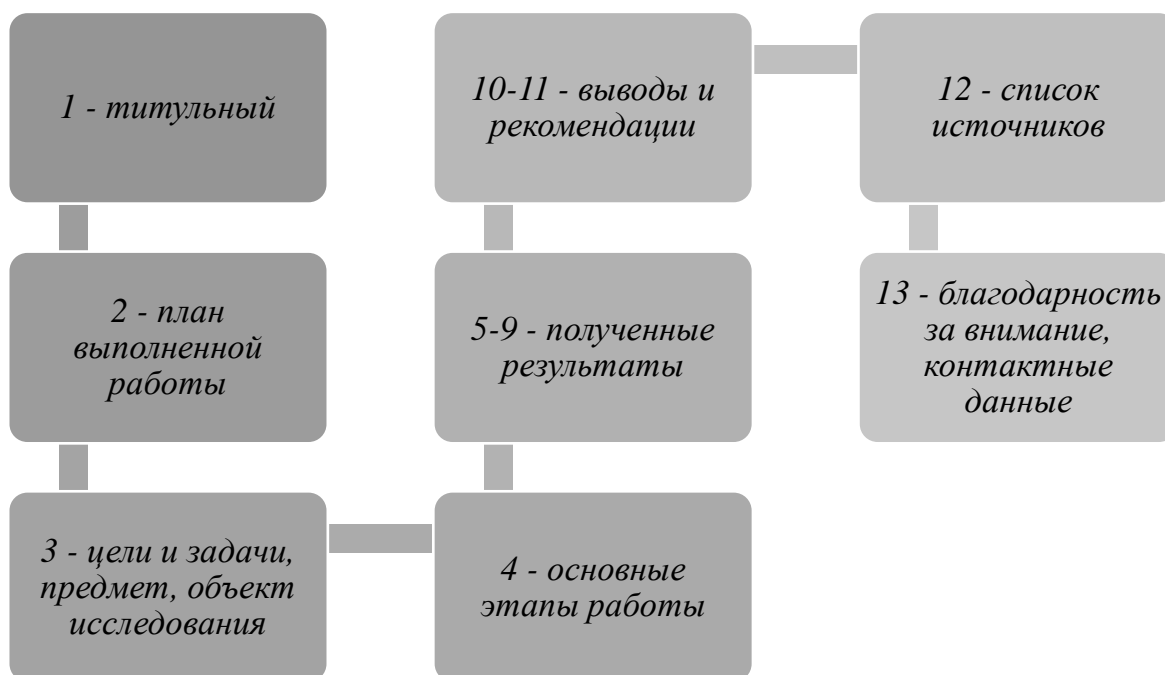 1 - титульный
2 - план
выполненной
работы
3 - цели и задачи,
предмет, объект
исследования
4 - основные
этапы работы
5-9 - полученные
результаты
10-11 - выводы и
рекомендации
12 - список
источников
13 - благодарность
за внимание,
контактные
данные